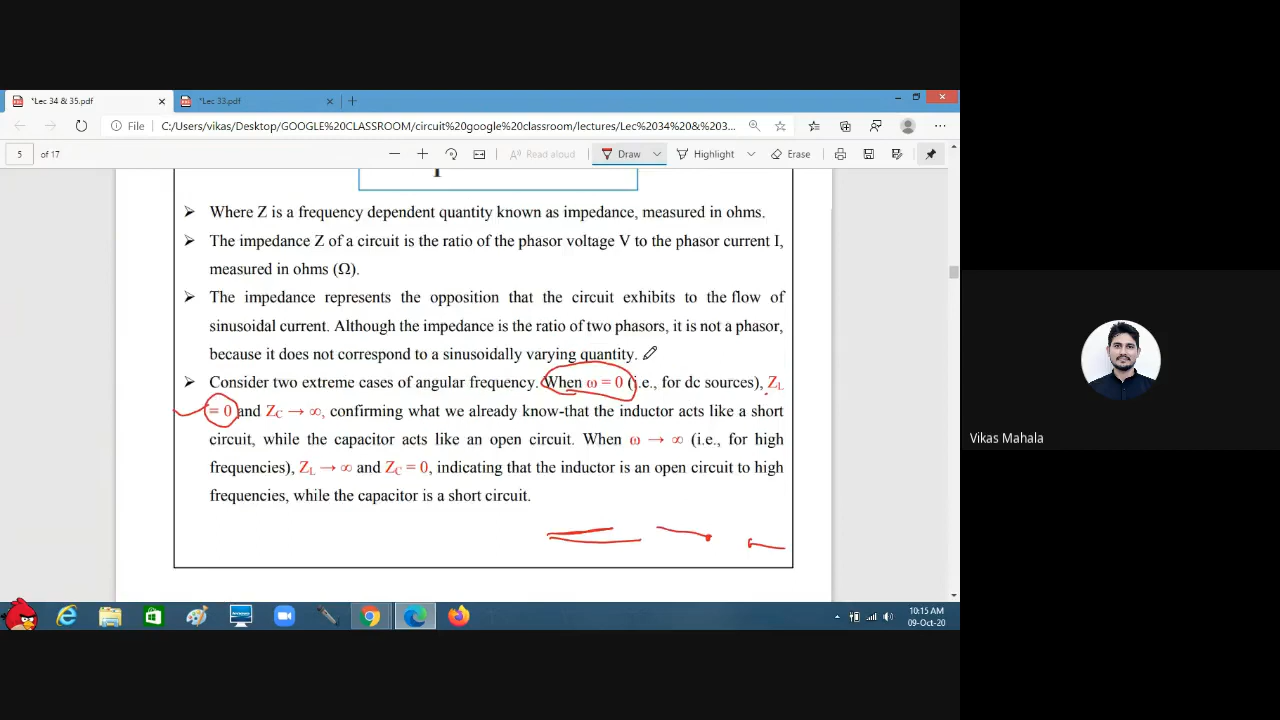 *Lec 34 & 35.pdf
*Lec 33.pdf
File
C:/Users/vikas/Desktop/GOOGLE%20CLASSROOM/circuit%20google%20classroom/lectures/Lec%2034%20&%203...
5 of 17
Read aloud
Draw
Highlight
Erase
➢ Where Z is a frequency dependent quantity known as impedance, measured in ohms.
➢ The impedance Z of a circuit is the ratio of the phasor voltage V to the phasor current I,
measured in ohms (Ω).
➢ The impedance represents the opposition that the circuit exhibits to the flow of
sinusoidal current. Although the impedance is the ratio of two phasors, it is not a phasor,
because it does not correspond to a sinusoidally varying quantity.
➢ Consider two extreme cases of angular frequency. When ω = 0 (i.e., for dc sources), ZL
= 0 and ZC → ∞, confirming what we already know-that the inductor acts like a short
circuit, while the capacitor acts like an open circuit. When ω → ∞ (i.e., for high
frequencies), ZL → ∞ and ZC = 0, indicating that the inductor is an open circuit to high
frequencies, while the capacitor is a short circuit.
Vikas Mahala
10:15 AM
09-Oct-20